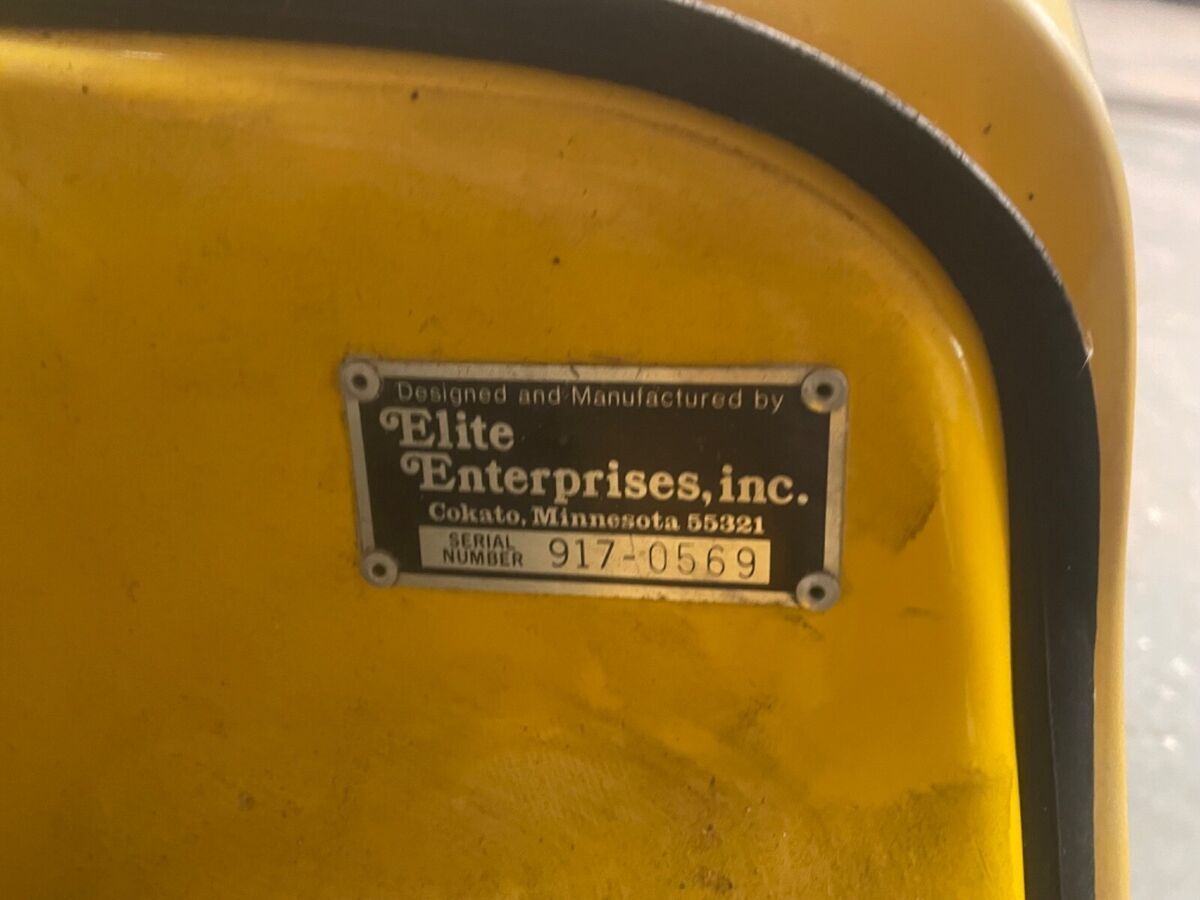 Designed and Manufactured by
Elite
Enterprises, inc.
Cokato, Minnesota 55321
SERIAL
NUMBER 917-0569